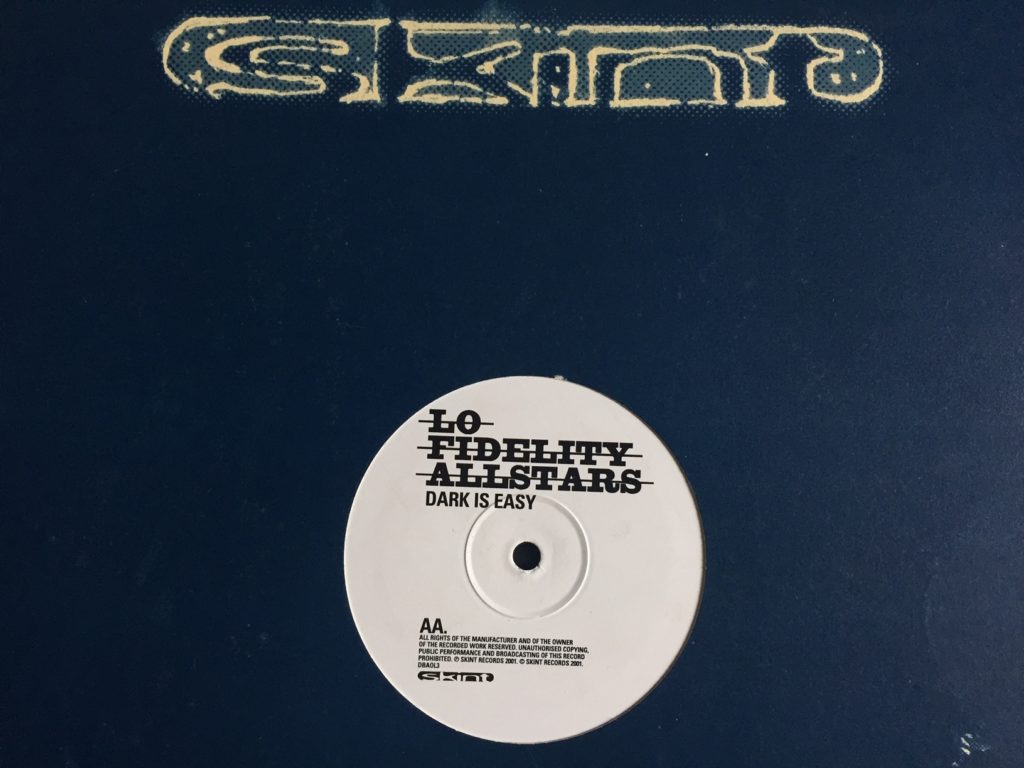 skint
LO
FIDELITY
ALLSTARS
DARK IS EASY
AA.
ALL RIGHTS OF THE MANUFACTURER AND OF THE OWNER
OF THE RECORDED WORK RESERVED. UNAUTHORISED COPYING,
PUBLIC PERFORMANCE AND BROADCASTING OF THIS RECORD
PROHIBITED. ℗ SKINT RECORDS 2001. © SKINT RECORDS 2001.
DBAOL3
skint